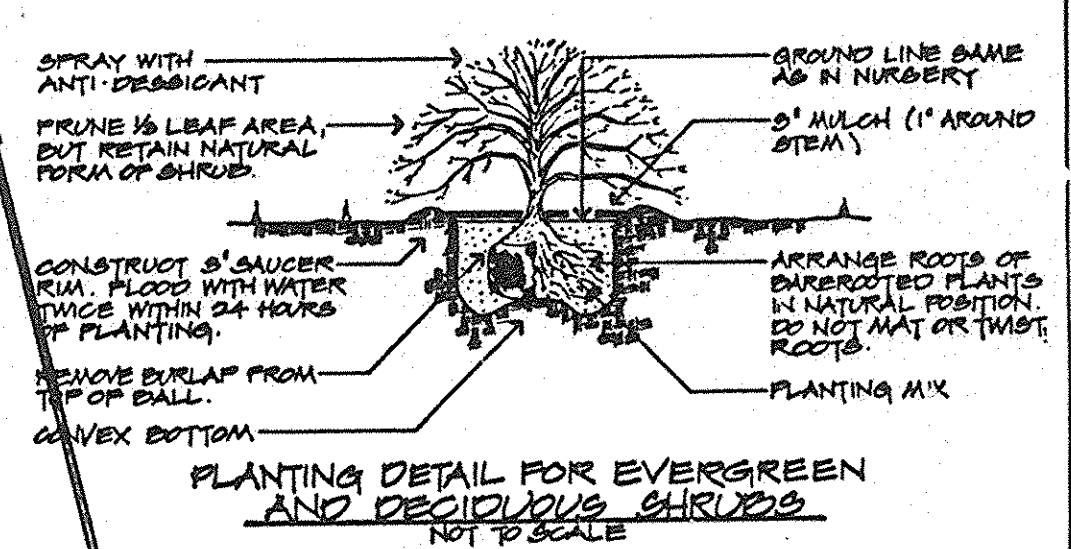 SPRAY WITH
ANTI-DESSICANT
PRUNE 1/3 LEAF AREA,
BUT RETAIN NATURAL
FORM OF SHRUB.
CONSTRUCT 3" SAUCER
RIM. FLOOD WITH WATER
TWICE WITHIN 24 HOURS
OF PLANTING.
REMOVE BURLAP FROM
TOP OF BALL.
CONVEX BOTTOM
GROUND LINE SAME
AS IN NURSERY
3" MULCH (1" AROUND
STEM)
ARRANGE ROOTS OF
BAREROOTED PLANTS
IN NATURAL POSITION.
DO NOT MAT OR TWIST
ROOTS.
PLANTING MIX
PLANTING DETAIL FOR EVERGREEN
AND DECIDUOUS SHRUBS
NOT TO SCALE